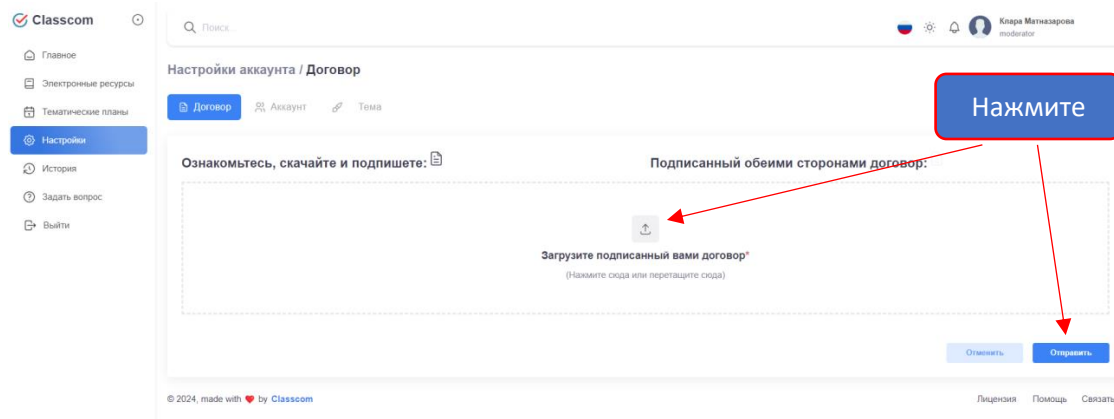 Classcom
Поиск...
Клара Матназарова
moderator
Главное
Электронные ресурсы
Тематические планы
Настройки
История
Задать вопрос
Выйти
Настройки аккаунта / Договор
Договор
Аккаунт
Тема
Нажмите
Ознакомьтесь, скачайте и подпишете:
Подписанный обеими сторонами договор:
Загрузите подписанный вами договор*
(Нажмите сюда или перетащите сюда)
Отменить
Отправить
© 2024, made with ❤ by Classcom
Лицензия Помощь Связать